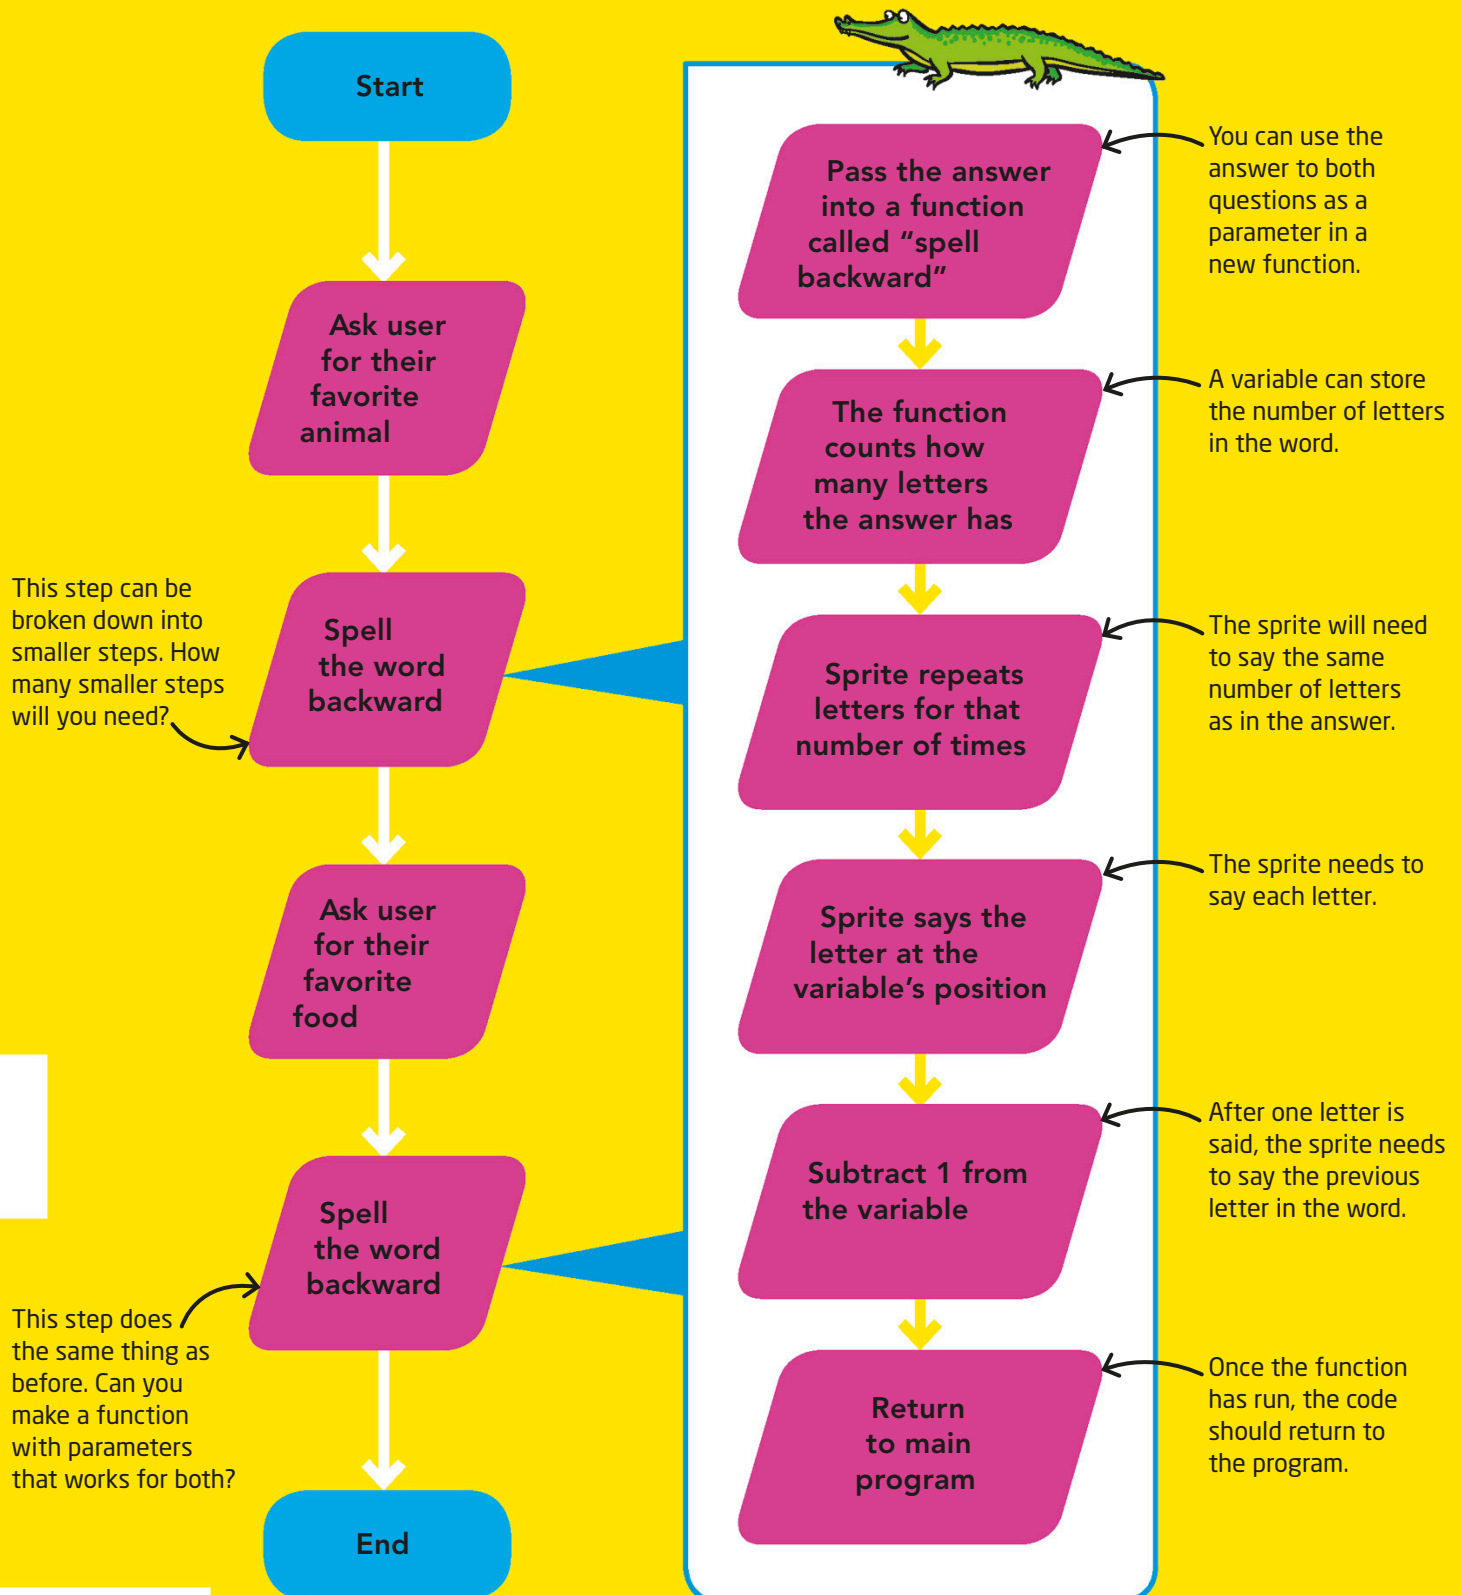 Start
Ask user
for their
favorite
animal
This step can be
broken down into
smaller steps. How
many smaller steps
will you need?
Spell
the word
backward
Ask user
for their
favorite
food
Spell
the word
backward
This step does
the same thing as
before. Can you
make a function
with parameters
that works for both?
End
Pass the answer
into a function
called “spell
backward”
You can use the
answer to both
questions as a
parameter in a
new function.
The function
counts how
many letters
the answer has
A variable can store
the number of letters
in the word.
Sprite repeats
letters for that
number of times
The sprite will need
to say the same
number of letters
as in the answer.
Sprite says the
letter at the
variable’s position
The sprite needs to
say each letter.
Subtract 1 from
the variable
After one letter is
said, the sprite needs
to say the previous
letter in the word.
Return
to main
program
Once the function
has run, the code
should return to
the program.